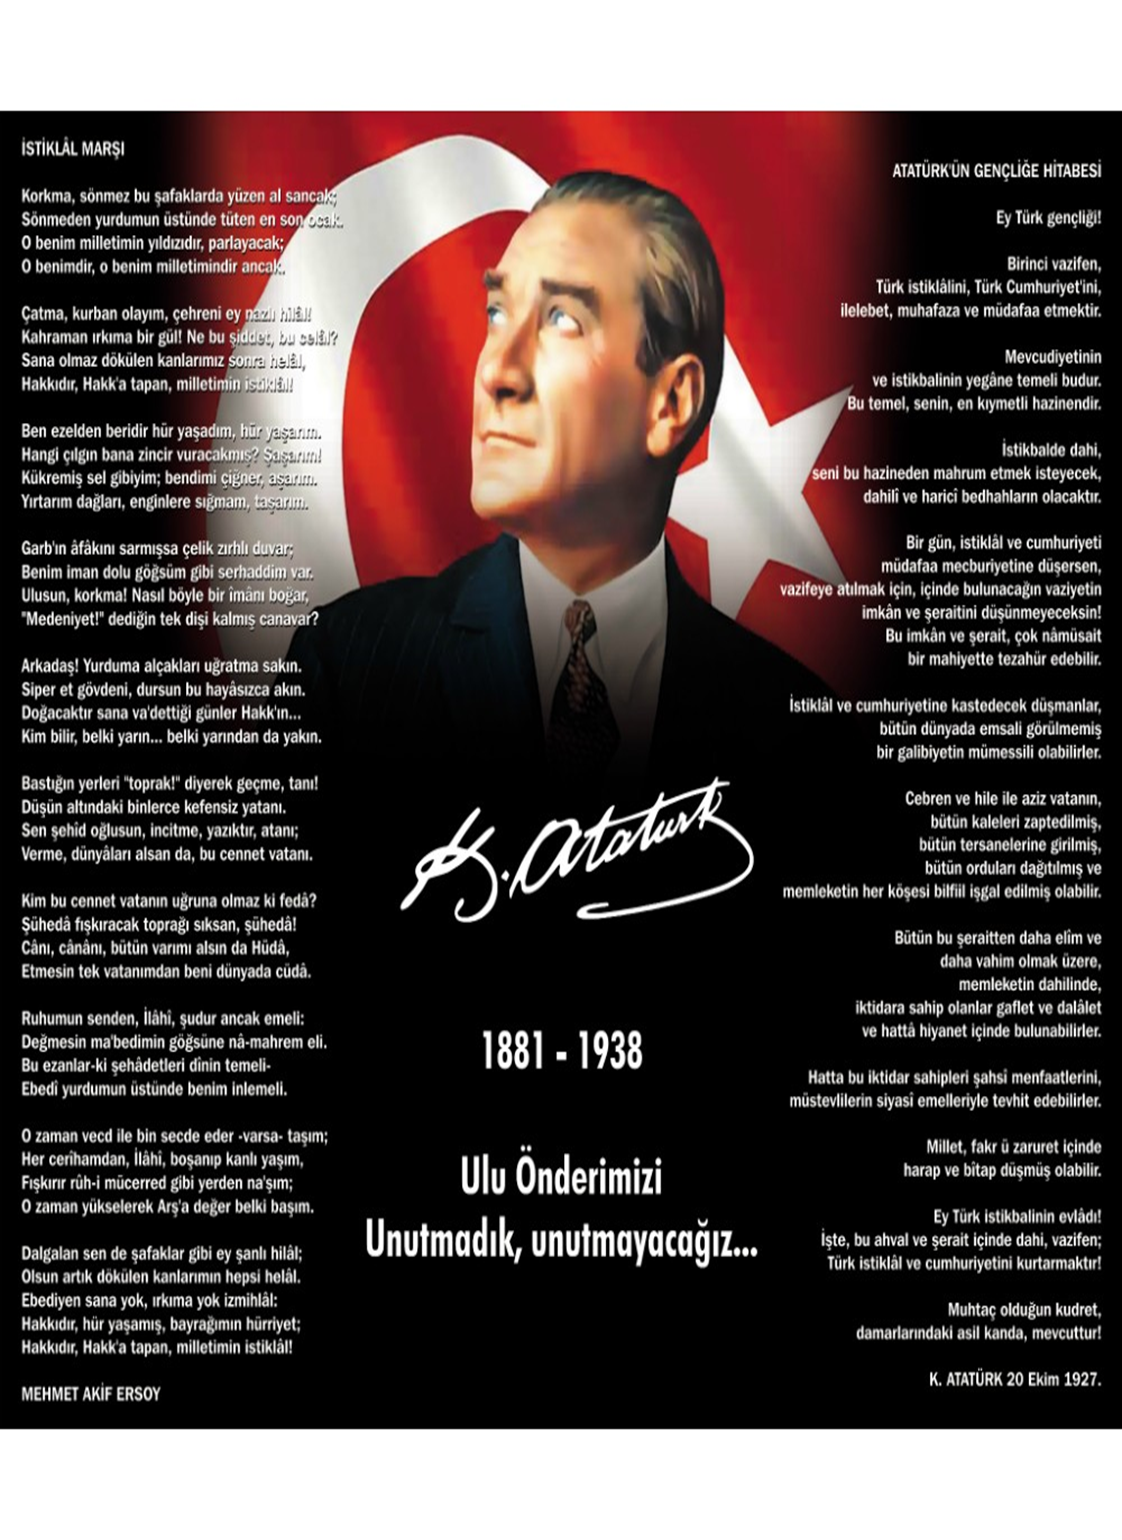 İSTİKLÂL MARŞI
Korkma, sönmez bu şafaklarda yüzen al sancak;
Sönmeden yurdumun üstünde tüten en son ocak.
O benim milletimin yıldızıdır, parlayacak;
O benimdir, o benim milletimindir ancak.
Çatma, kurban olayım, çehreni ey nazlı hilâl!
Kahraman ırkıma bir gül! Ne bu şiddet, bu celâl?
Sana olmaz dökülen kanlarımız sonra helâl,
Hakkıdır, Hakk'a tapan, milletimin istiklâl!
Ben ezelden beridir hür yaşadım, hür yaşarım.
Hangi çılgın bana zincir vuracakmış? Şaşarım!
Kükremiş sel gibiyim; bendimi çiğner, aşarım.
Yırtarım dağları, enginlere sığmam, taşarım.
Garb'ın âfâkını sarmışsa çelik zırhlı duvar;
Benim iman dolu göğsüm gibi serhaddim var.
Ulusun, korkma! Nasıl böyle bir îmânı boğar,
"Medeniyet!" dediğin tek dişi kalmış canavar?
Arkadaş! Yurduma alçakları uğratma sakın.
Siper et gövdeni, dursun bu hayâsızca akın.
Doğacaktır sana va'dettiği günler Hakk'ın...
Kim bilir, belki yarın... belki yarından da yakın.
Bastığın yerleri "toprak!" diyerek geçme, tanı!
Düşün altındaki binlerce kefensiz yatanı.
Sen şehîd oğlusun, incitme, yazıktır, atanı;
Verme, dünyâları alsan da, bu cennet vatanı.
Kim bu cennet vatanın uğruna olmaz ki fedâ?
Şühedâ fışkıracak toprağı sıksan, şühedâ!
Cânı, cânânı, bütün varımı alsın da Hüdâ,
Etmesin tek vatanımdan beni dünyada cüdâ.
Ruhumun senden, İlâhî, şudur ancak emeli:
Değmesin ma'bedimin göğsüne nâ-mahrem eli.
Bu ezanlar-ki şehâdetleri dînin temeli-
Ebedî yurdumun üstünde benim inlemeli.
O zaman vecd ile bin secde eder -varsa- taşım;
Her cerîhamdan, İlâhî, boşanıp kanlı yaşım,
Fışkırır rûh-i mücerred gibi yerden na'şım;
O zaman yükselerek Arş'a değer belki başım.
Dalgalan sen de şafaklar gibi ey şanlı hilâl;
Olsun artık dökülen kanlarımın hepsi helâl.
Ebediyen sana yok, ırkıma yok izmihlâl:
Hakkıdır, hür yaşamış, bayrağımın hürriyet;
Hakkıdır, Hakk'a tapan, milletimin istiklâl!
MEHMET AKİF ERSOY
K. Atatürk
1881 - 1938
Ulu Önderimizi
Unutmadık, unutmayacağız...
ATATÜRK'ÜN GENÇLİĞE HİTABESİ
Ey Türk gençliği!
Birinci vazifen,
Türk istiklâlini, Türk Cumhuriyet'ini,
ilelebet, muhafaza ve müdafaa etmektir.
Mevcudiyetinin
ve istikbalinin yegâne temeli budur.
Bu temel, senin, en kıymetli hazinendir.
İstikbalde dahi,
seni bu hazineden mahrum etmek isteyecek,
dahilî ve haricî bedhahların olacaktır.
Bir gün, istiklâl ve cumhuriyeti
müdafaa mecburiyetine düşersen,
vazifeye atılmak için, içinde bulunacağın vaziyetin
imkân ve şeraitini düşünmeyeceksin!
Bu imkân ve şerait, çok nâmüsait
bir mahiyette tezahür edebilir.
İstiklâl ve cumhuriyetine kastedecek düşmanlar,
bütün dünyada emsali görülmemiş
bir galibiyetin mümessili olabilirler.
Cebren ve hile ile aziz vatanın,
bütün kaleleri zaptedilmiş,
bütün tersanelerine girilmiş,
bütün orduları dağıtılmış ve
memleketin her köşesi bilfiil işgal edilmiş olabilir.
Bütün bu şeraitten daha elîm ve
daha vahim olmak üzere,
memleketin dahilinde,
iktidara sahip olanlar gaflet ve dalâlet
ve hattâ hiyanet içinde bulunabilirler.
Hatta bu iktidar sahipleri şahsî menfaatlerini,
müstevlilerin siyasî emelleriyle tevhit edebilirler.
Millet, fakr ü zaruret içinde
harap ve bîtap düşmüş olabilir.
Ey Türk istikbalinin evlâdı!
İşte, bu ahval ve şerait içinde dahi, vazifen;
Türk istiklâl ve cumhuriyetini kurtarmaktır!
Muhtaç olduğun kudret,
damarlarındaki asil kanda, mevcuttur!
K. ATATÜRK 20 Ekim 1927.